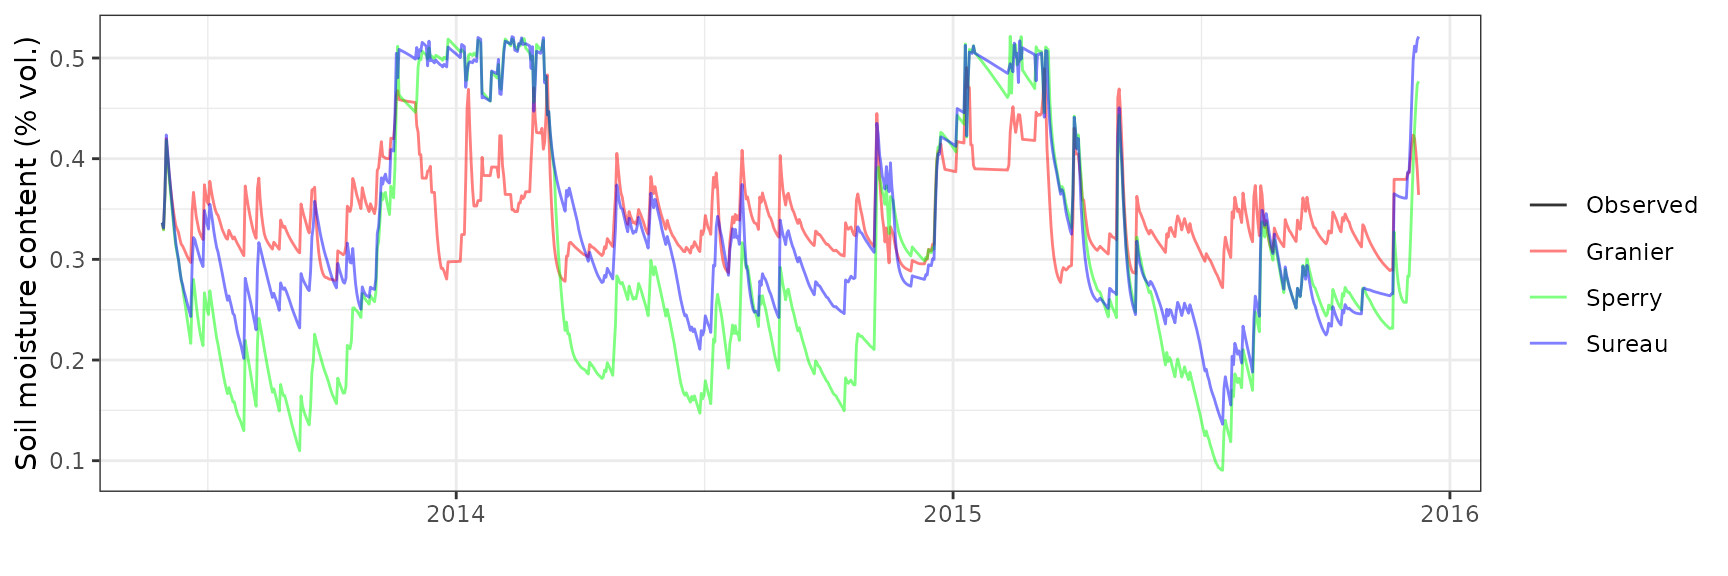 Soil moisture content (% vol.)
0.5
0.4
0.3
0.2
0.1
2014
2015
2016
Observed
Granier
Sperry
Sureau